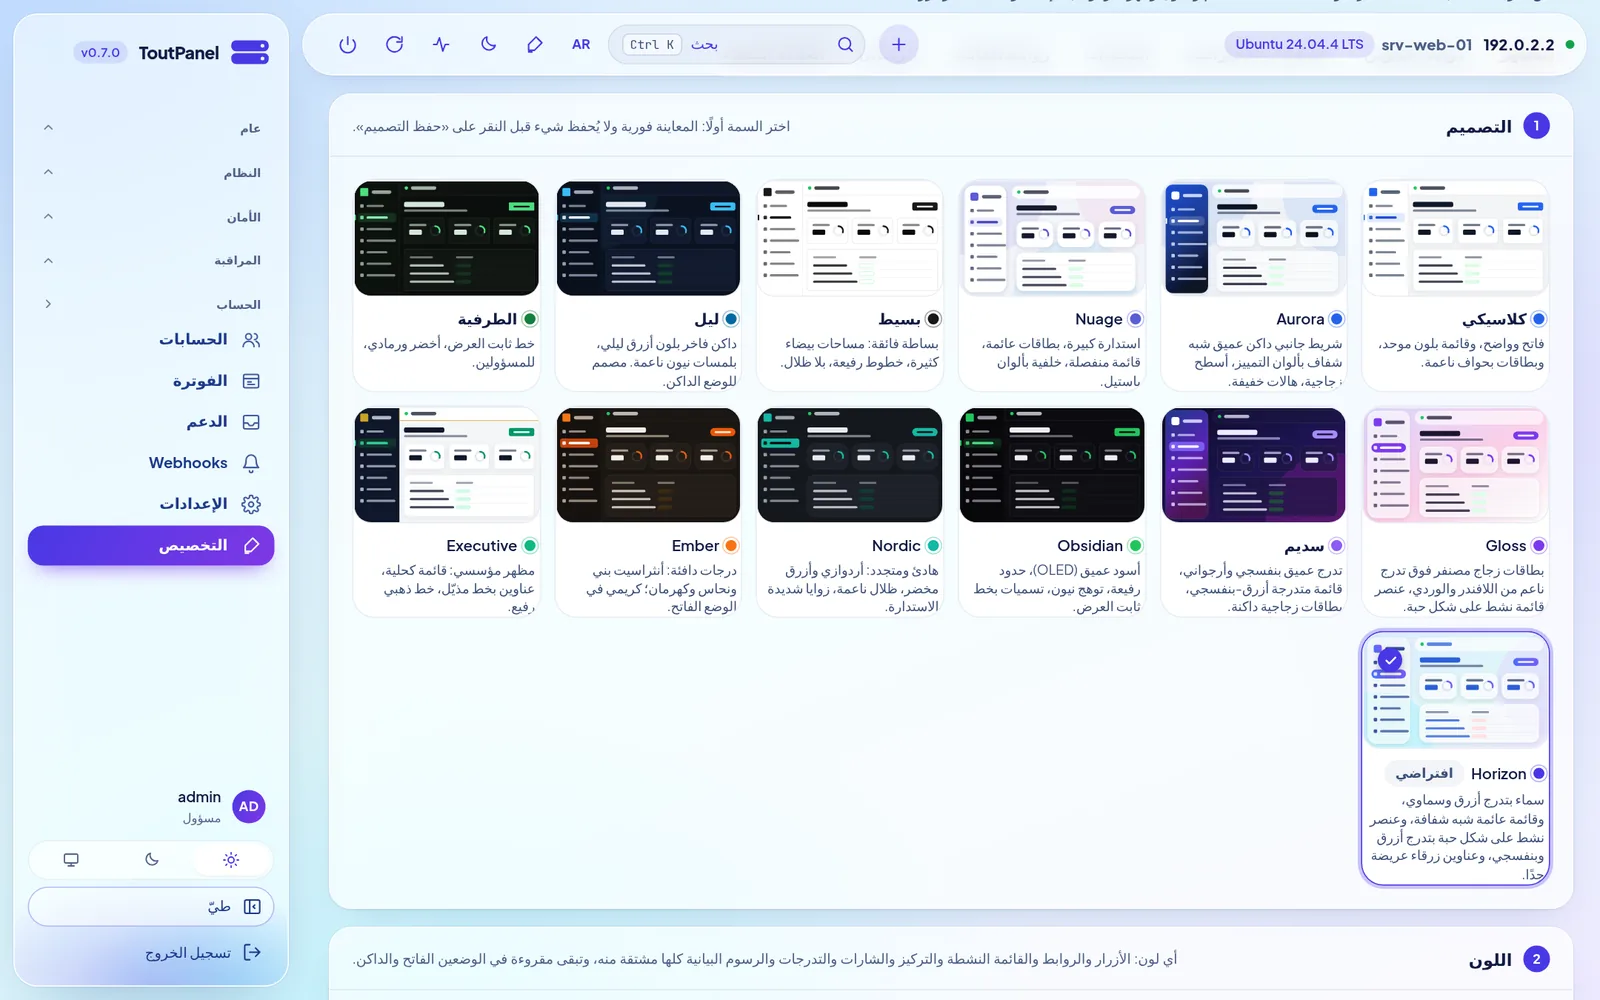 v0.7.0 ToutPanel
عام
النظام
الأمان
المراقبة
الحساب
الحسابات
الفوترة
الدعم
Webhooks
الإعدادات
التخصيص
admin
AD
مسؤول
طيّ
تسجيل الخروج
192.0.2.2 srv-web-01 Ubuntu 24.04.4 LTS
بحث Ctrl K
AR
1 التصميم
اختر السمة أولًا: المعاينة فورية ولا يُحفظ شيء قبل النقر على «حفظ التصميم».
كلاسيكي
فاتح وواضح، وقائمة بلون موحد،
وبطاقات بحواف ناعمة.
Aurora
شريط جانبي داكن عميق شبه
شفاف بألوان التمييز، أسطح
زجاجية، هالات خفيفة.
Nuage
استدارة كبيرة، بطاقات عائمة،
قائمة منفصلة، خلفية بألوان
باستيل.
بسيط
بساطة فائقة: مساحات بيضاء
كثيرة، خطوط رفيعة، بلا ظلال.
ليل
داكن فاخر بلون أزرق ليلي،
بلمسات نيون ناعمة. مصمم
للوضع الداكن.
الطرفية
خط ثابت العرض، أخضر ورمادي،
للمسؤولين.
Gloss
بطاقات زجاج مصنفر فوق تدرج
ناعم من اللافندر والوردي، عنصر
قائمة نشط على شكل حبة.
سديم
تدرج عميق بنفسجي وأرجواني،
قائمة متدرجة أزرق-بنفسجي،
بطاقات زجاجية داكنة.
Obsidian
أسود عميق (OLED)، حدود
رفيعة، توهج نيون، تسميات بخط
ثابت العرض.
Nordic
هادئ ومتجدد: أردوازي وأزرق
مخضر، ظلال ناعمة، زوايا شديدة
الاستدارة.
Ember
درجات دافئة: أنثراسيت بني
ونحاس وكهرمان؛ كريمي في
الوضع الفاتح.
Executive
مظهر مؤسسي: قائمة كحلية،
عناوين بخط مذيّل، خط ذهبي
رفيع.
Horizon افتراضي
سماء بتدرج أزرق وسماوي،
وقائمة عائمة شبه شفافة، وعنصر
نشط على شكل حبة بتدرج أزرق
وبنفسجي، وعناوين زرقاء عريضة
جدًا.
2 اللون
أي لون: الأزرار والروابط والقائمة النشطة والتركيز والشارات والتدرجات والرسوم البيانية كلها مشتقة منه، وتبقى مقروءة في الوضعين الفاتح والداكن.